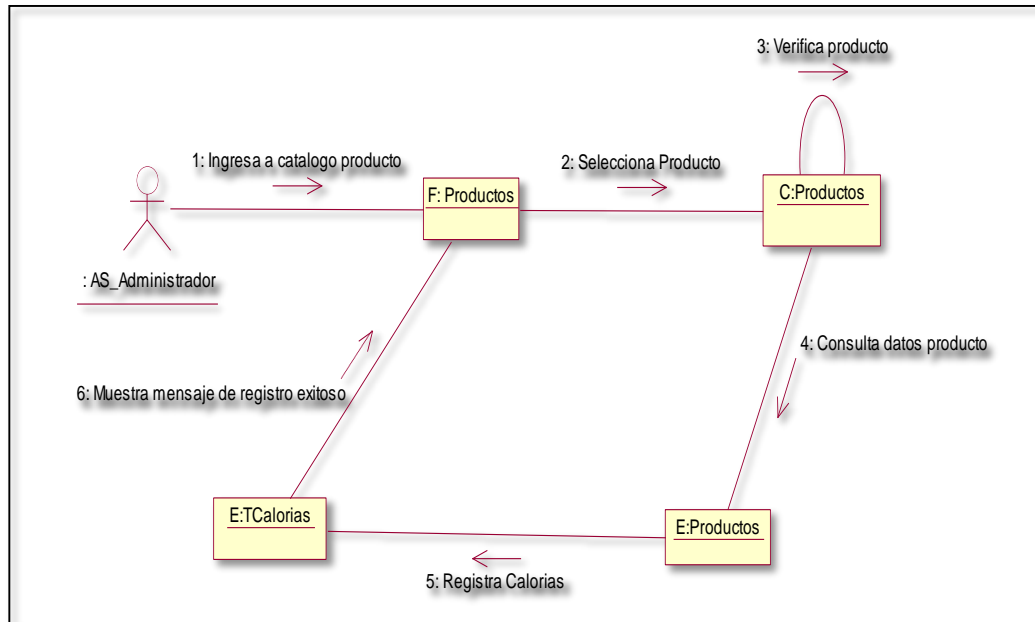 3: Verifica producto
1: Ingresa a catalogo producto
2: Selecciona Producto
F: Productos
C:Productos
: AS_Administrador
4: Consulta datos producto
6: Muestra mensaje de registro exitoso
E:TCalorias
E:Productos
5: Registra Calorias